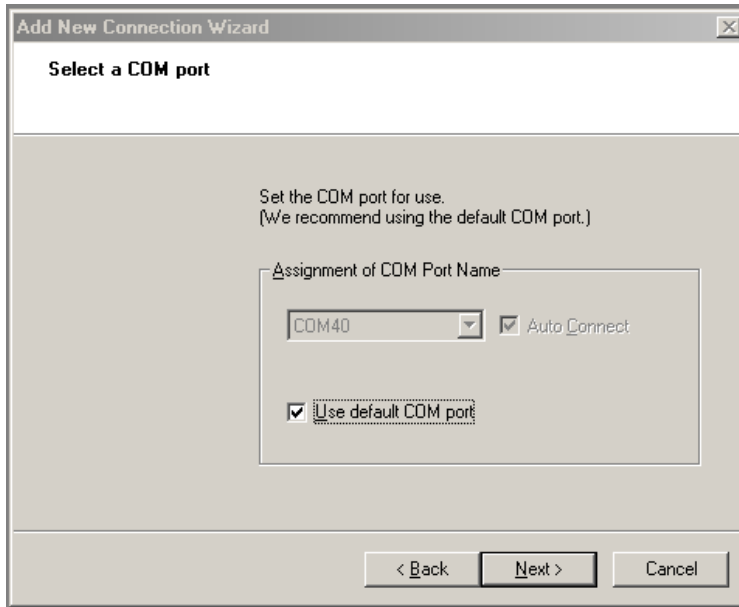 Add New Connection Wizard
Select a COM port
Set the COM port for use.
(We recommend using the default COM port.)
Assignment of COM Port Name
COM40
Auto Connect
Use default COM port
< Back
Next >
Cancel